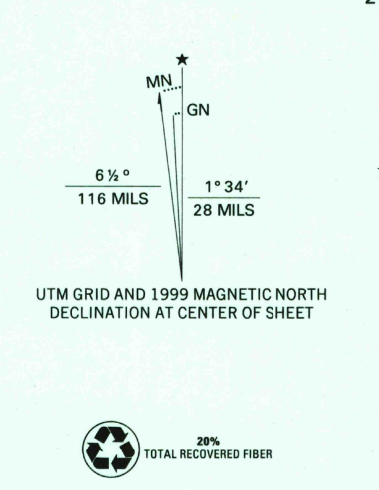 ★
MN
GN
6 ½ °
116 MILS
1° 34′
28 MILS
UTM GRID AND 1999 MAGNETIC NORTH
DECLINATION AT CENTER OF SHEET
20%
TOTAL RECOVERED FIBER